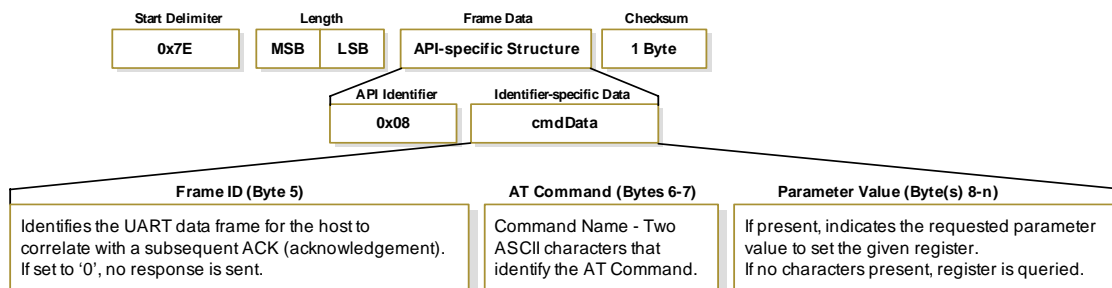 Start Delimiter Length Frame Data Checksum
0x7E MSB LSB API-specific Structure 1 Byte
API Identifier Identifier-specific Data
0x08 cmdData
Frame ID (Byte 5)
Identifies the UART data frame for the host to
correlate with a subsequent ACK (acknowledgement).
If set to ‘0’, no response is sent.
AT Command (Bytes 6-7)
Command Name - Two
ASCII characters that
identify the AT Command.
Parameter Value (Byte(s) 8-n)
If present, indicates the requested parameter
value to set the given register.
If no characters present, register is queried.